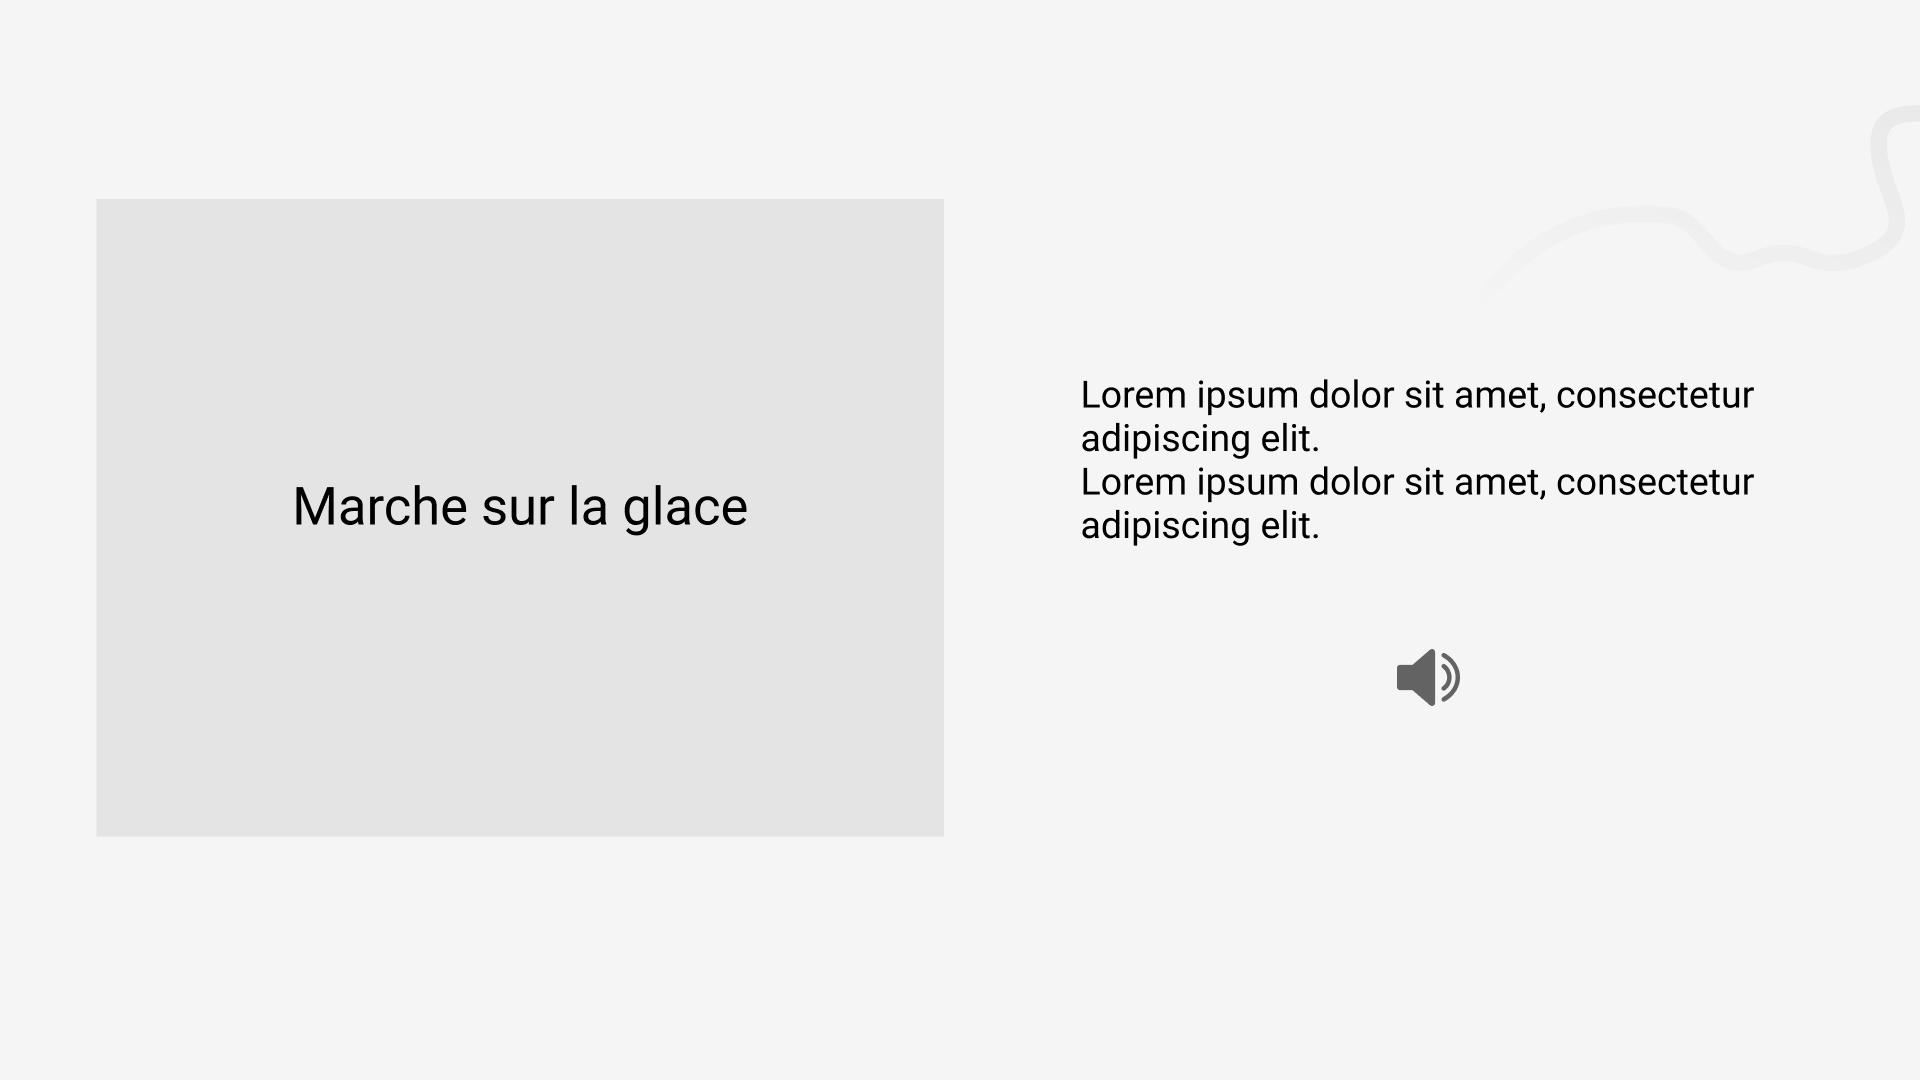 Marche sur la glace
Lorem ipsum dolor sit amet, consectetur
adipiscing elit.
Lorem ipsum dolor sit amet, consectetur
adipiscing elit.